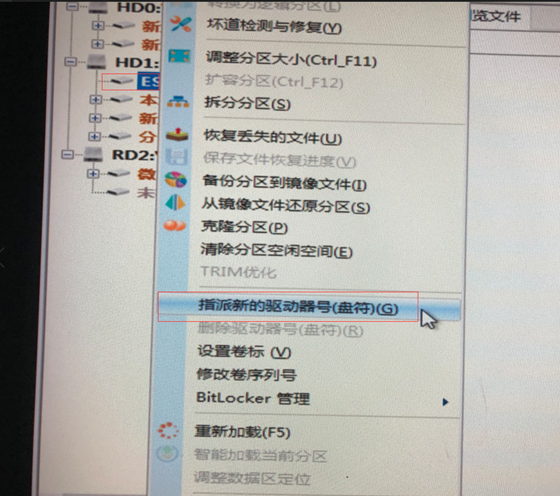 HD0:
新
新
HD1:
ES
本
新
分
RD2:
微
未
览文件
转换为逻辑分区(L)
坏道检测与修复(Y)
调整分区大小(Ctrl_F11)
扩容分区(Ctrl_F12)
拆分分区(S)
恢复丢失的文件(U)
保存文件恢复进度(V)
备份分区到镜像文件(I)
从镜像文件还原分区(S)
克隆分区(P)
清除分区空闲空间(E)
TRIM优化
指派新的驱动器号(盘符)(G)
删除驱动器号(盘符)(R)
设置卷标 (V)
修改卷序列号
BitLocker 管理
重新加载(F5)
智能加载当前分区
调整数据区定位